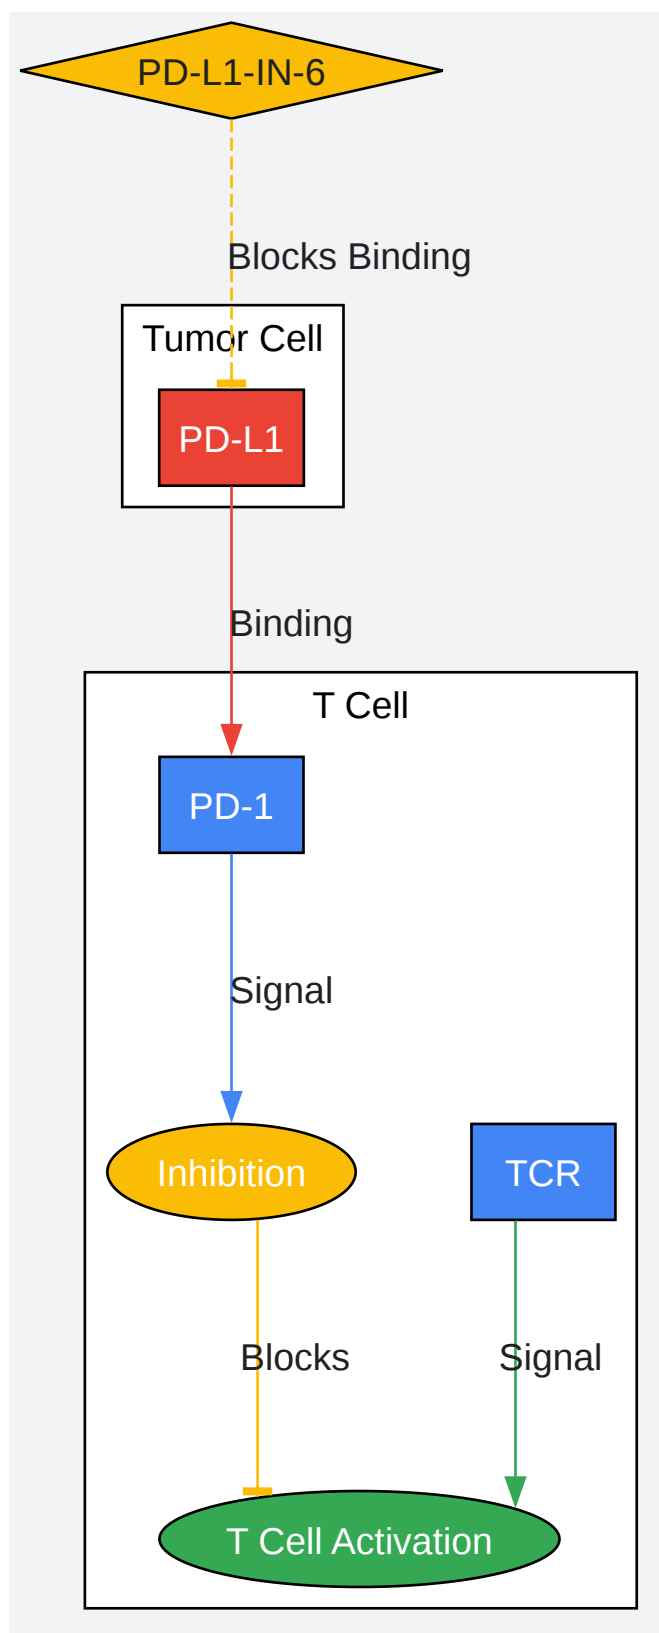 PD-L1-IN-6
Blocks Binding
Tumor Cell
PD-L1
Binding
T Cell
PD-1
Signal
Inhibition
TCR
Blocks
Signal
T Cell Activation